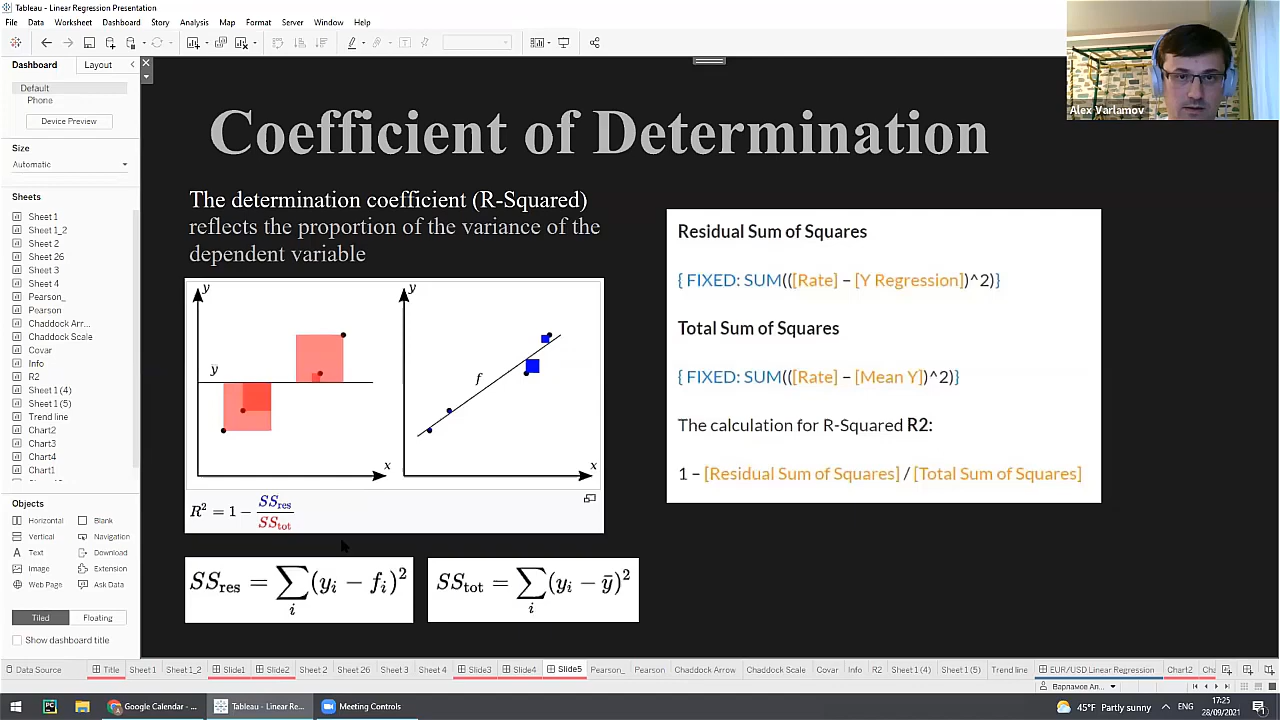 Tableau - Linear Regression Presentation
File Data Worksheet Dashboard Story Analysis Map Format Server Window Help
Dashboard Layout
Default
Phone
Device Preview
Size
Automatic
Sheets
Sheet 1
Sheet 1_2
Sheet 2
Sheet 26
Sheet 3
Sheet 4
Pearson_
Pearson
Chaddock Arr...
Chaddock Scale
Covar
Info
R2
Sheet 1 (4)
Sheet 1 (5)
Trend line
Chart2
Chart3
Chart4
Chart1
Objects
Horizontal Blank
Vertical Navigation
Text Download
Image Extension
Web Page Ask Data
Tiled Floating
Show dashboard title
Alex Varlamov
Coefficient of Determination
The determination coefficient (R-Squared)
reflects the proportion of the variance of the
dependent variable
y y
y f
x x
R² = 1 − SSres / SStot
SSres = ∑i (yi − fi)²
SStot = ∑i (yi − ȳ)²
Residual Sum of Squares
{ FIXED: SUM(([Rate] – [Y Regression])^2)}
Total Sum of Squares
{ FIXED: SUM(([Rate] – [Mean Y])^2)}
The calculation for R-Squared R2:
1 – [Residual Sum of Squares] / [Total Sum of Squares]
Data Source Title Sheet 1 Sheet 1_2 Slide1 Slide2 Sheet 2 Sheet 26 Sheet 3 Sheet 4 Slide3 Slide4 Slide5 Pearson_ Pearson Chaddock Arrow Chaddock Scale Covar Info R2 Sheet 1 (4) Sheet 1 (5) Trend line EUR/USD Linear Regression Chart2 Cha
Варламов Ал...
Google Calendar - ... Tableau - Linear Re... Meeting Controls 45°F Partly sunny ENG 17:25
28/09/2021